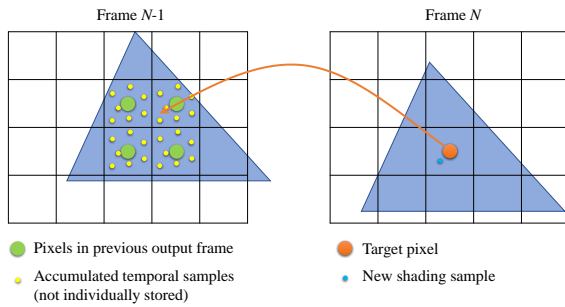 Frame N-1
Frame N
Pixels in previous output frame
Accumulated temporal samples
(not individually stored)
Target pixel
New shading sample